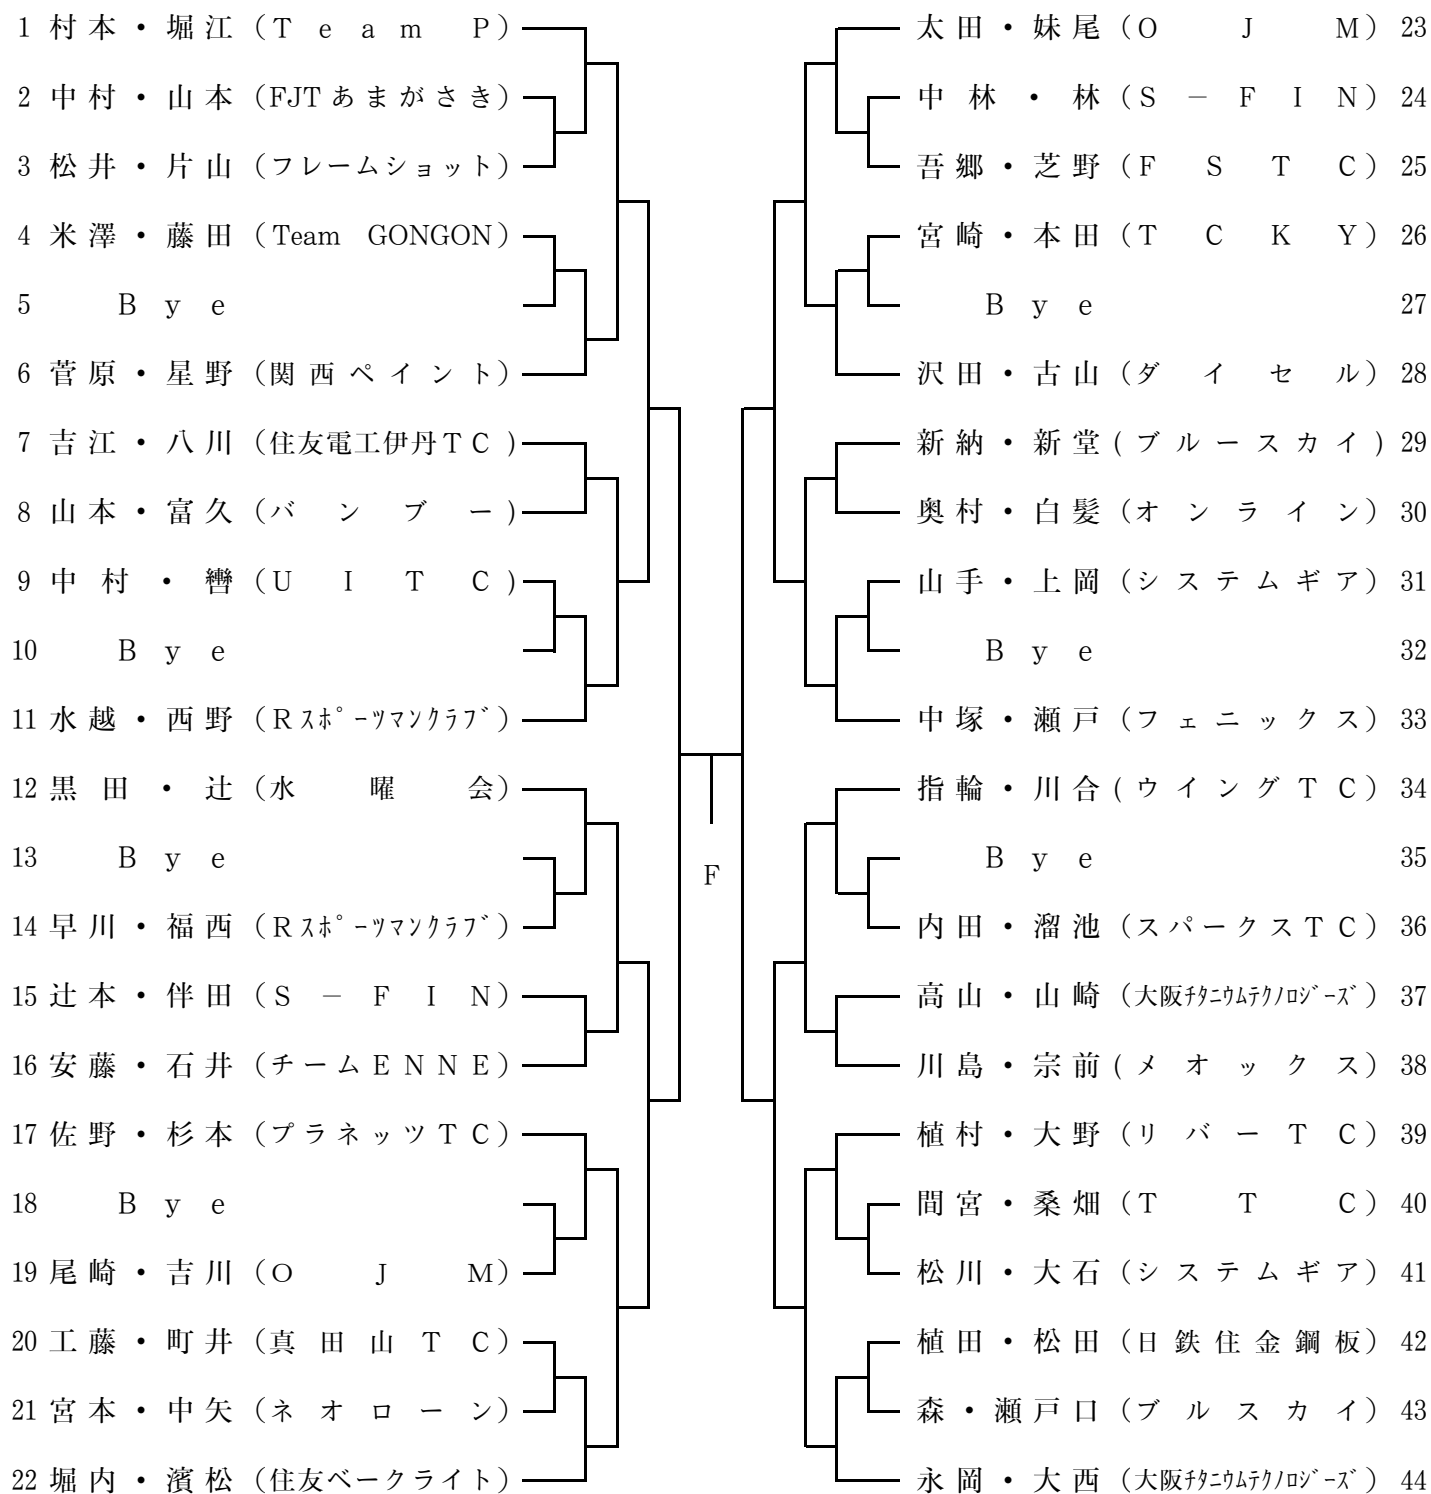 1 村本・堀江（Team P）
2 中村・山本（FJTあまがさき）
3 松井・片山（フレームショット）
4 米澤・藤田（Team GONGON）
5 Bye
6 菅原・星野（関西ペイント）
7 吉江・八川（住友電工伊丹TC）
8 山本・富久（バンブー）
9 中村・轡（UITC）
10 Bye
11 水越・西野（Rｽﾎﾟｰﾂマンクラブ）
12 黒田・辻（水曜会）
13 Bye
14 早川・福西（Rｽﾎﾟｰﾂﾏﾝｸﾗﾌﾞ）
15 辻本・伴田（S－FIN）
16 安藤・石井（チームENNE）
17 佐野・杉本（プラネッツTC）
18 Bye
19 尾崎・吉川（OJM）
20 工藤・町井（真田山TC）
21 宮本・中矢（ネオローン）
22 堀内・濱松（住友ベークライト）
F
太田・妹尾（OJM） 23
中林・林（S－FIN） 24
吾郷・芝野（FSTC） 25
宮崎・本田（TCKY） 26
Bye 27
沢田・古山（ダイセル） 28
新納・新堂（ブルースカイ） 29
奥村・白髪（オンライン） 30
山手・上岡（システムギア） 31
Bye 32
中塚・瀬戸（フェニックス） 33
指輪・川合（ウイングTC） 34
Bye 35
内田・溜池（スパークスTC） 36
高山・山崎（大阪ﾁﾀﾆｳﾑﾃｸﾉﾛｼﾞｰｽﾞ） 37
川島・宗前（メオックス） 38
植村・大野（リバーTC） 39
間宮・桑畑（TTC） 40
松川・大石（システムギア） 41
植田・松田（日鉄住金鋼板） 42
森・瀬戸口（ブルスカイ） 43
永岡・大西（大阪ﾁﾀﾆｳﾑﾃｸﾉﾛｼﾞｰｽﾞ） 44